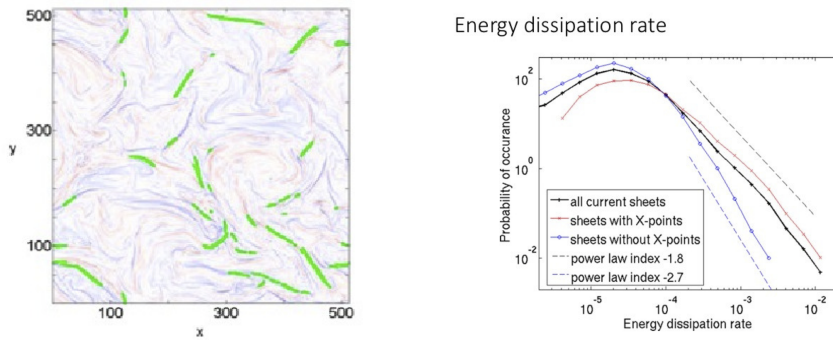 Energy dissipation rate
500
300
100
y
100
300
500
x
Probability of occurance
10^2
10^0
10^-2
all current sheets
sheets with X-points
sheets without X-points
power law index -1.8
power law index -2.7
10^-5
10^-4
10^-3
10^-2
Energy dissipation rate